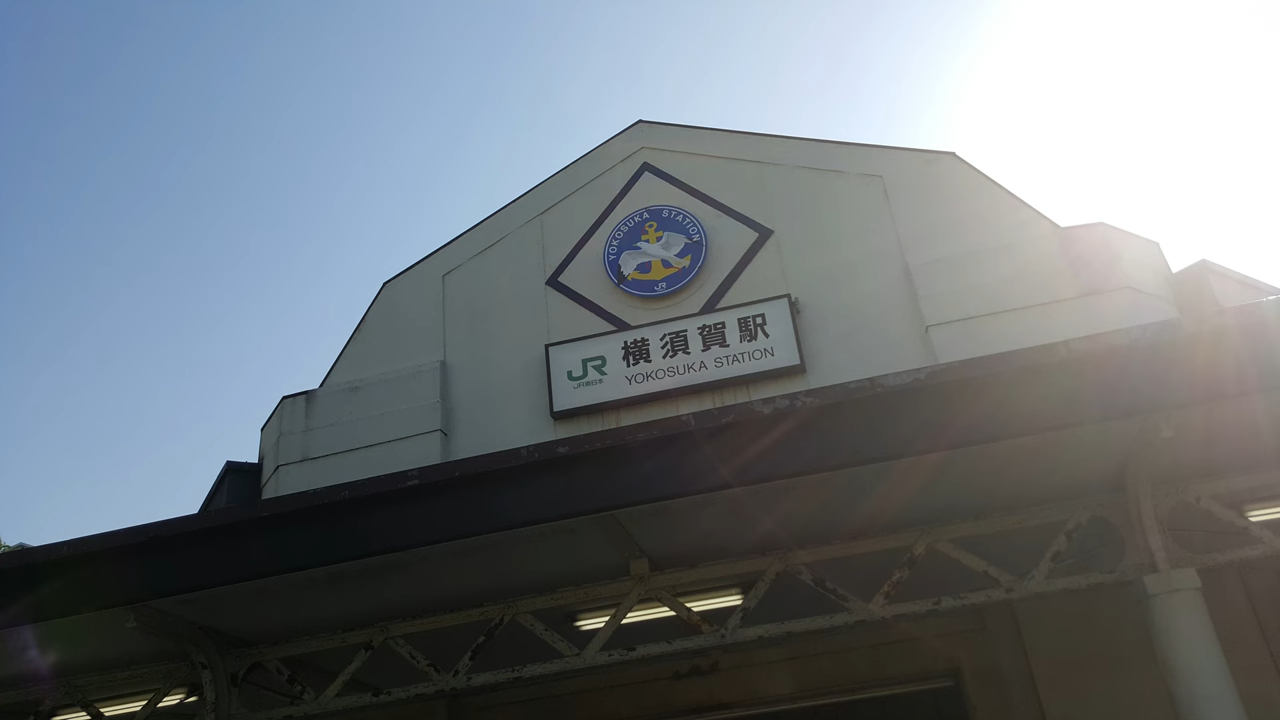 YOKOSUKA STATION
JR
JR 横須賀駅
JR東日本 YOKOSUKA STATION